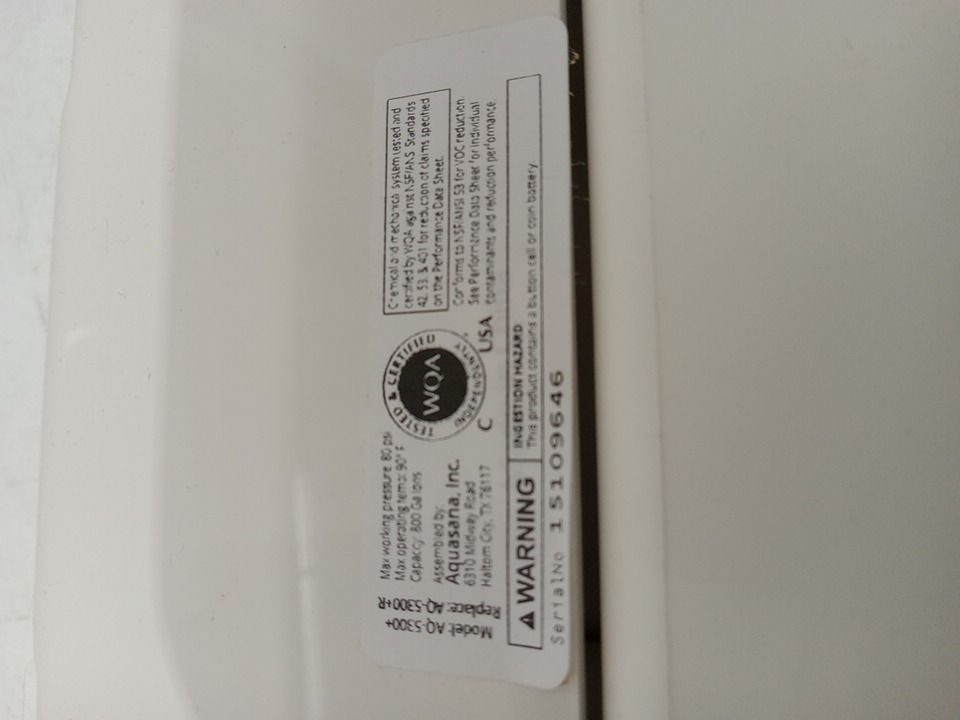 Model: AQ-5300+
Replace: AQ-5300+R
Max working pressure 80 psi
Max operating temp: 90° F
Capacity: 800 Gallons
Assembled by:
Aquasana, Inc.
6310 Midway Road
Haltom City, TX 76117
TESTED & CERTIFIED
WQA
INDEPENDENTLY
C USA
Chemical and mechanical system tested and
certified by WQA against NSF/ANSI Standards
42, 53, & 401 for reduction of claims specified
on the Performance Data Sheet.
Conforms to NSF/ANSI 53 for VOC reduction.
See Performance Data Sheet for individual
contaminants and reduction performance.
WARNING
INGESTION HAZARD
This product contains a button cell or coin battery.
SerialNo 15109646